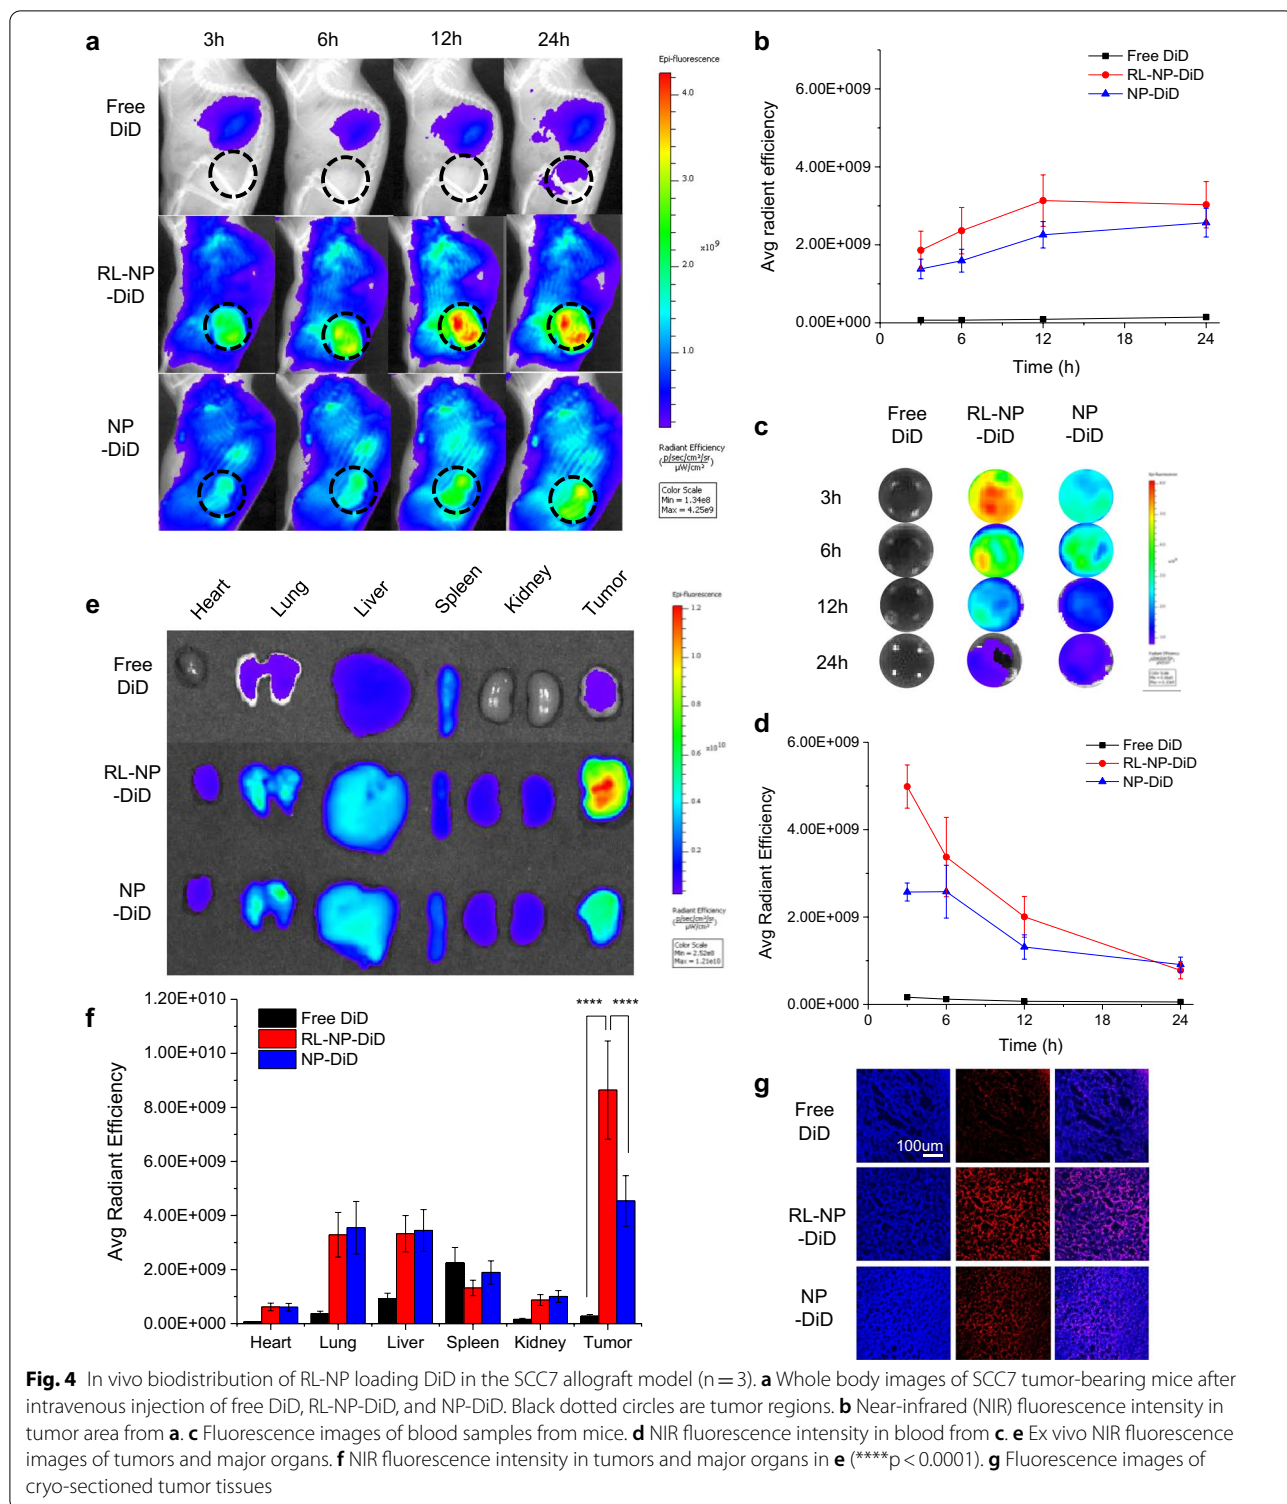 a
3h 6h 12h 24h
Free
DiD
RL-NP
-DiD
NP
-DiD
Epi-fluorescence
4.0
3.0
x10⁹
2.0
1.0
Radiant Efficiency
(p/sec/cm²/sr / µW/cm²)
Color Scale
Min = 1.34e8
Max = 4.25e9
b
Free DiD
RL-NP-DiD
NP-DiD
6.00E+009
4.00E+009
2.00E+009
0.00E+000
0 6 12 18 24
Avg radient efficiency
Time (h)
c
Free
DiD
RL-NP
-DiD
NP
-DiD
3h
6h
12h
24h
d
Free DiD
RL-NP-DiD
NP-DiD
6.00E+009
4.00E+009
2.00E+009
0.00E+000
0 6 12 18 24
Avg Radiant Efficiency
Time (h)
e
Heart Lung Liver Spleen Kidney Tumor
Free
DiD
RL-NP
-DiD
NP
-DiD
Epi-fluorescence
1.2
1.0
0.8
x10¹⁰
0.6
0.4
0.2
Radiant Efficiency
(p/sec/cm²/sr / µW/cm²)
Color Scale
Min = 2.52e8
Max = 1.21e10
f
Free DiD
RL-NP-DiD
NP-DiD
**** ****
1.20E+010
1.00E+010
8.00E+009
6.00E+009
4.00E+009
2.00E+009
0.00E+000
Avg Radiant Efficiency
Heart Lung Liver Spleen Kidney Tumor
g
Free
DiD
100um
RL-NP
-DiD
NP
-DiD
Fig. 4 In vivo biodistribution of RL-NP loading DiD in the SCC7 allograft model (n = 3). a Whole body images of SCC7 tumor-bearing mice after
intravenous injection of free DiD, RL-NP-DiD, and NP-DiD. Black dotted circles are tumor regions. b Near-infrared (NIR) fluorescence intensity in
tumor area from a. c Fluorescence images of blood samples from mice. d NIR fluorescence intensity in blood from c. e Ex vivo NIR fluorescence
images of tumors and major organs. f NIR fluorescence intensity in tumors and major organs in e (****p < 0.0001). g Fluorescence images of
cryo-sectioned tumor tissues